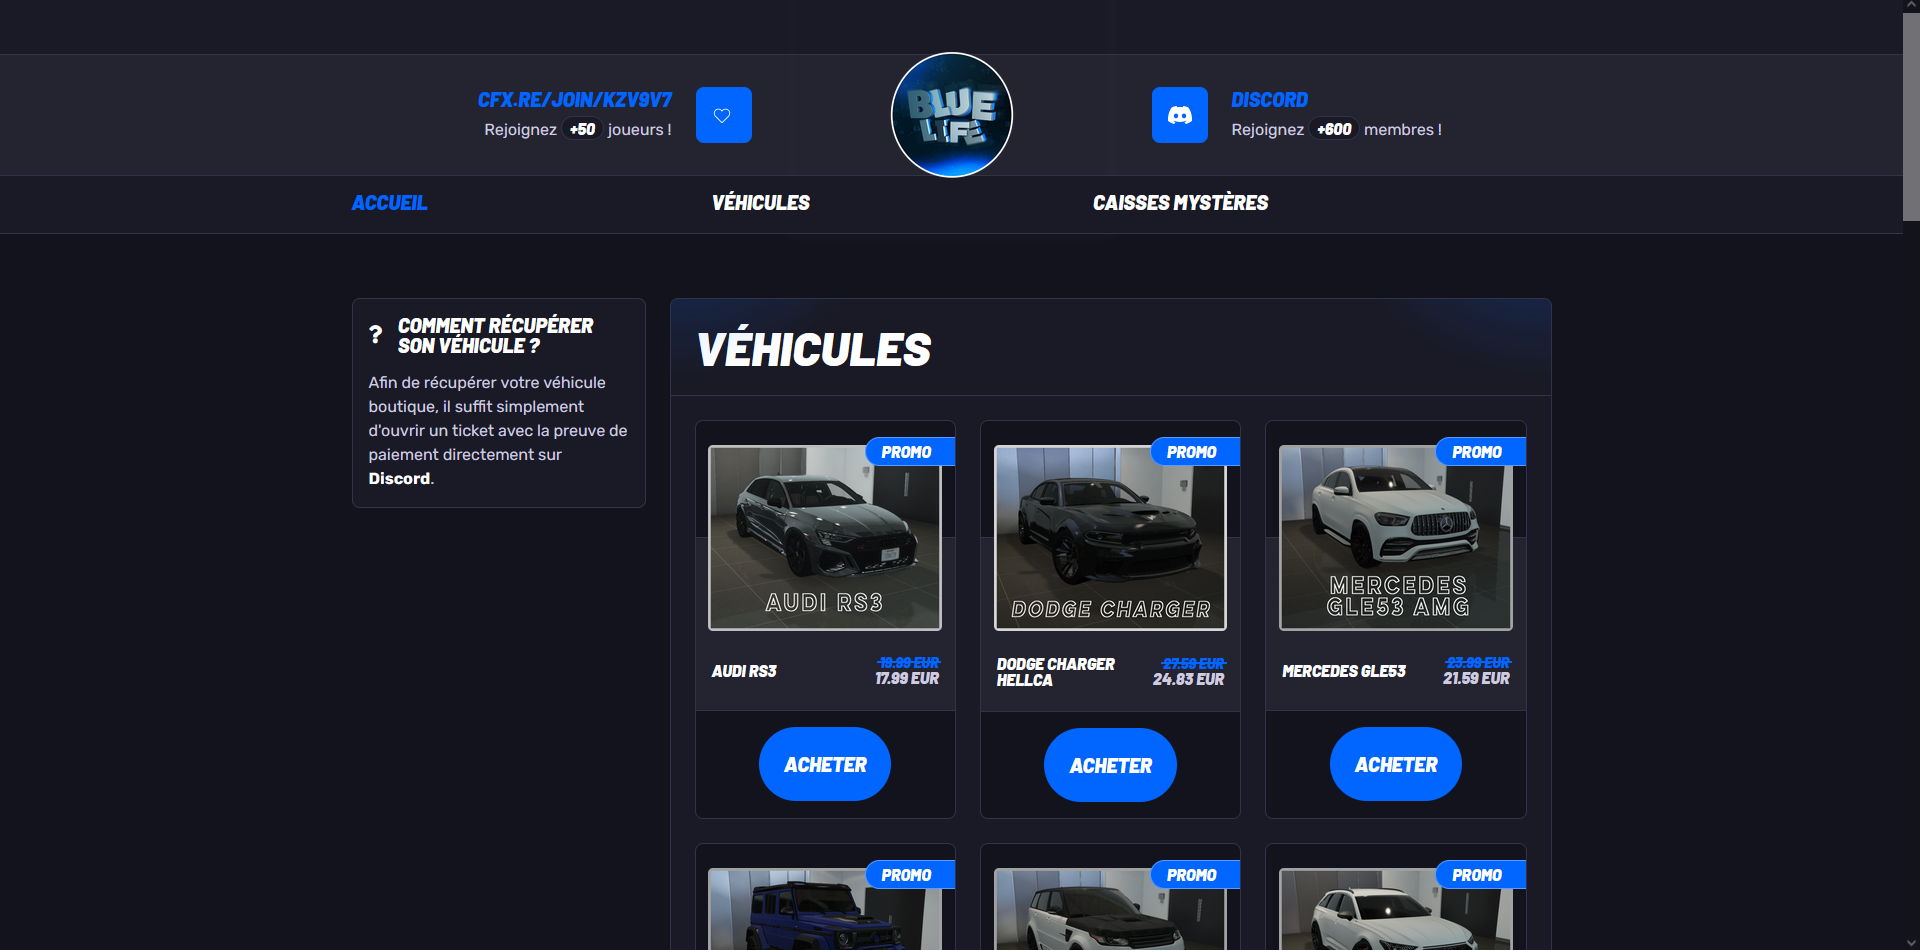 CFX.RE/JOIN/KZV9V7
Rejoignez +50 joueurs !
BLUE
LIFE
DISCORD
Rejoignez +600 membres !
ACCUEIL
VÉHICULES
CAISSES MYSTÈRES
? COMMENT RÉCUPÉRER
SON VÉHICULE ?
Afin de récupérer votre véhicule
boutique, il suffit simplement
d'ouvrir un ticket avec la preuve de
paiement directement sur
Discord.
VÉHICULES
PROMO
AUDI RS3
AUDI RS3
19.99 EUR
17.99 EUR
ACHETER
PROMO
DODGE CHARGER
DODGE CHARGER
HELLCA
27.59 EUR
24.83 EUR
ACHETER
PROMO
MERCEDES
GLE53 AMG
MERCEDES GLE53
23.99 EUR
21.59 EUR
ACHETER
PROMO
PROMO
PROMO